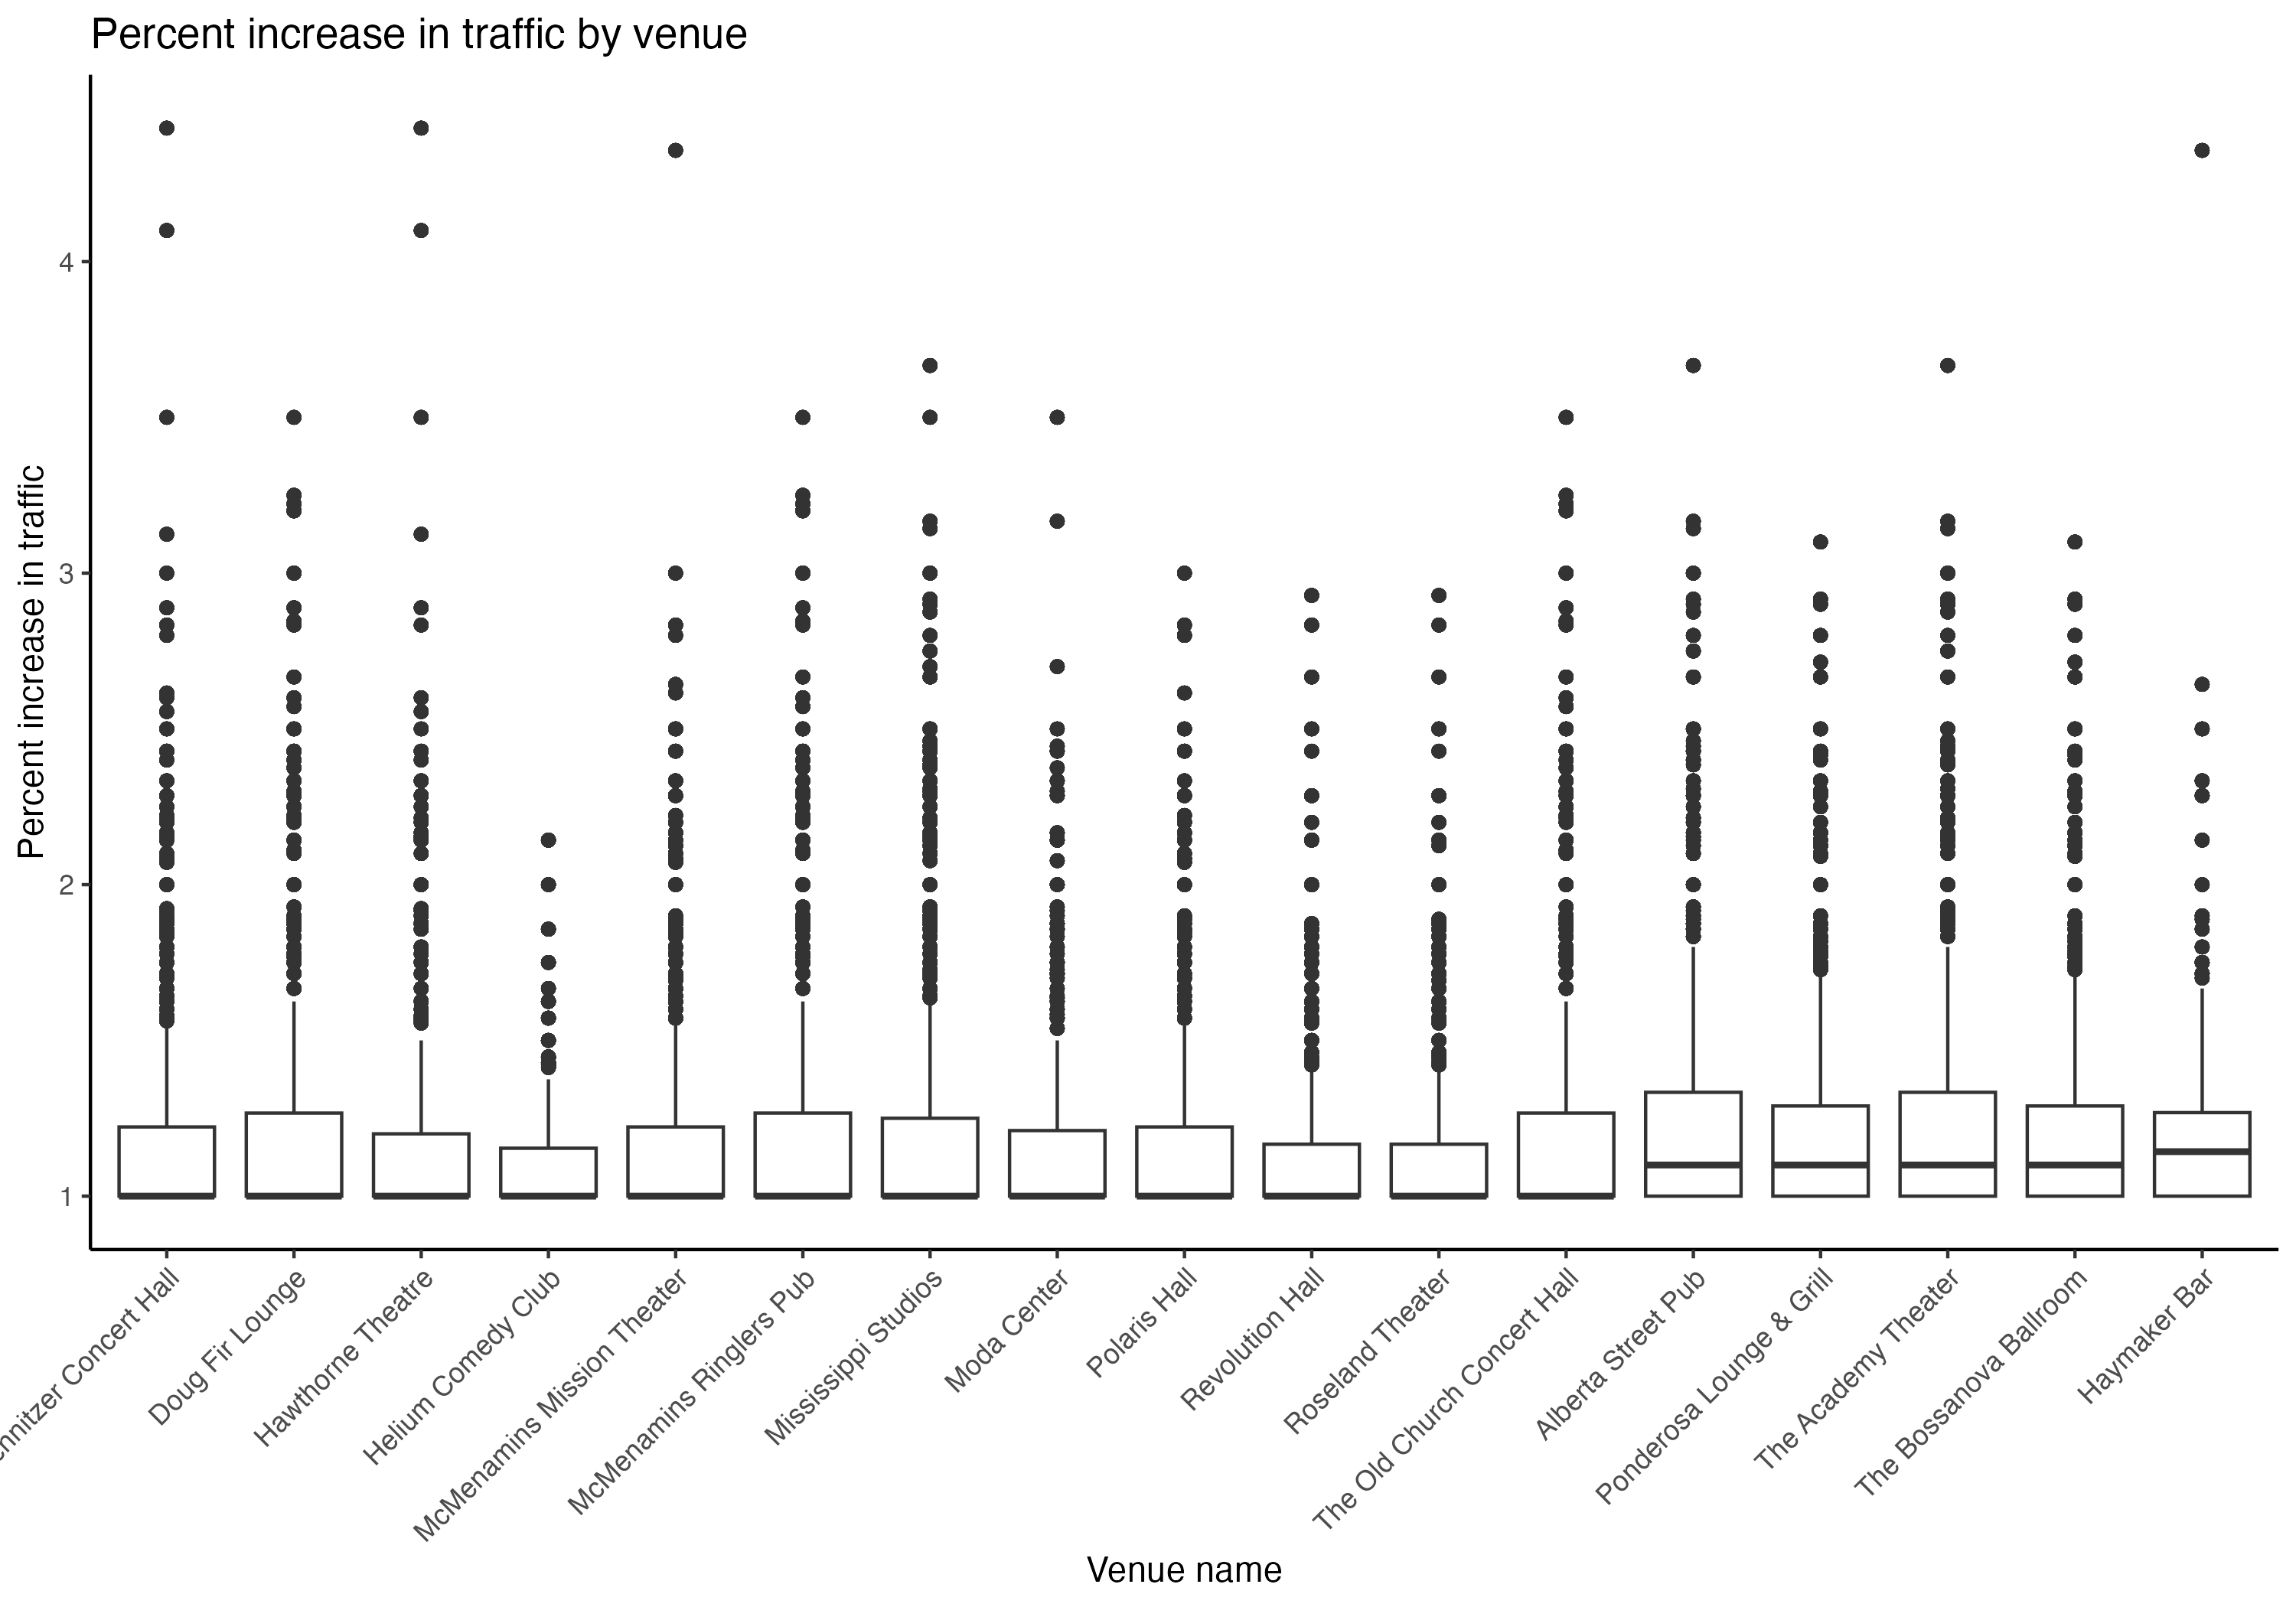 Percent increase in traffic by venue
Percent increase in traffic
4
3
2
1
Concert Hall
Doug Fir Lounge
Hawthorne Theatre
Helium Comedy Club
McMenamins Mission Theater
McMenamins Ringlers Pub
Mississippi Studios
Moda Center
Polaris Hall
Revolution Hall
Roseland Theater
The Old Church Concert Hall
Alberta Street Pub
Ponderosa Lounge & Grill
The Academy Theater
The Bossanova Ballroom
Haymaker Bar
Venue name